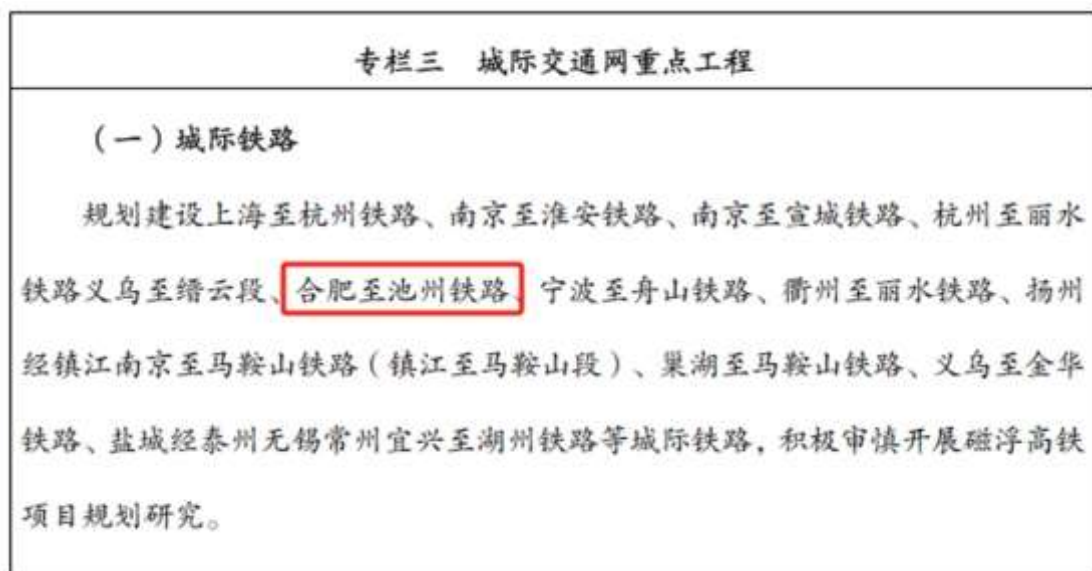 专栏三　城际交通网重点工程
（一）城际铁路
规划建设上海至杭州铁路、南京至淮安铁路、南京至宣城铁路、杭州至丽水
铁路义乌至缙云段、合肥至池州铁路、宁波至舟山铁路、衢州至丽水铁路、扬州
经镇江南京至马鞍山铁路（镇江至马鞍山段）、巢湖至马鞍山铁路、义乌至金华
铁路、盐城经泰州无锡常州宜兴至湖州铁路等城际铁路，积极审慎开展磁浮高铁
项目规划研究。